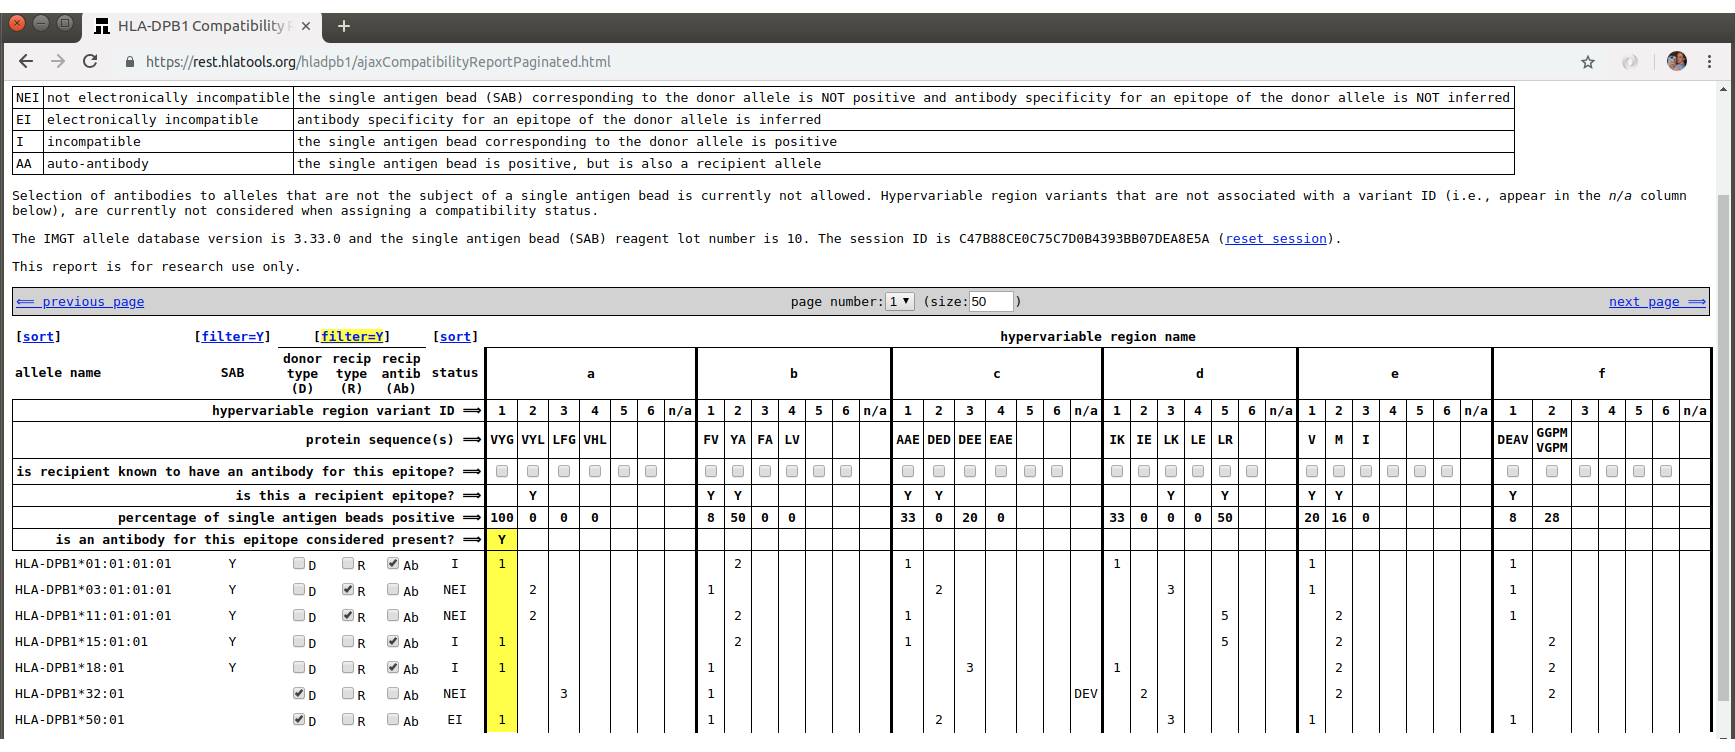 HLA-DPB1 Compatibility
https://rest.hlatools.org/hladpb1/ajaxCompatibilityReportPaginated.html
NEI not electronically incompatible the single antigen bead (SAB) corresponding to the donor allele is NOT positive and antibody specificity for an epitope of the donor allele is NOT inferred
EI electronically incompatible antibody specificity for an epitope of the donor allele is inferred
I incompatible the single antigen bead corresponding to the donor allele is positive
AA auto-antibody the single antigen bead is positive, but is also a recipient allele
Selection of antibodies to alleles that are not the subject of a single antigen bead is currently not allowed. Hypervariable region variants that are not associated with a variant ID (i.e., appear in the n/a column
below), are currently not considered when assigning a compatibility status.
The IMGT allele database version is 3.33.0 and the single antigen bead (SAB) reagent lot number is 10. The session ID is C47B88CE0C75C7D0B4393BB07DEA8E5A (reset session).
This report is for research use only.
⟸ previous page page number: 1 ▼ (size: 50 ) next page ⟹
[sort] [filter=Y] [filter=Y] [sort] hypervariable region name
allele name SAB donor type (D) recip type (R) recip antib (Ab) status a b c d e f
hypervariable region variant ID ⟹ 1 2 3 4 5 6 n/a 1 2 3 4 5 6 n/a 1 2 3 4 5 6 n/a 1 2 3 4 5 6 n/a 1 2 3 4 5 6 n/a 1 2 3 4 5 6 n/a
protein sequence(s) ⟹ VYG VYL LFG VHL FV YA FA LV AAE DED DEE EAE IK IE LK LE LR V M I DEAV GGPM VGPM
is recipient known to have an antibody for this epitope? ⟹
is this a recipient epitope? ⟹ Y Y Y Y Y Y Y Y Y Y
percentage of single antigen beads positive ⟹ 100 0 0 0 8 50 0 0 33 0 20 0 33 0 0 0 50 20 16 0 8 28
is an antibody for this epitope considered present? ⟹ Y
HLA-DPB1*01:01:01:01 Y D R Ab I 1 2 1 1 1 1
HLA-DPB1*03:01:01:01 Y D R Ab NEI 2 1 2 3 1 1
HLA-DPB1*11:01:01:01 Y D R Ab NEI 2 2 1 5 2 1
HLA-DPB1*15:01:01 Y D R Ab I 1 2 1 5 2 2
HLA-DPB1*18:01 Y D R Ab I 1 1 3 1 2 2
HLA-DPB1*32:01 D R Ab NEI 3 1 DEV 2 2 2
HLA-DPB1*50:01 D R Ab EI 1 1 2 3 1 1